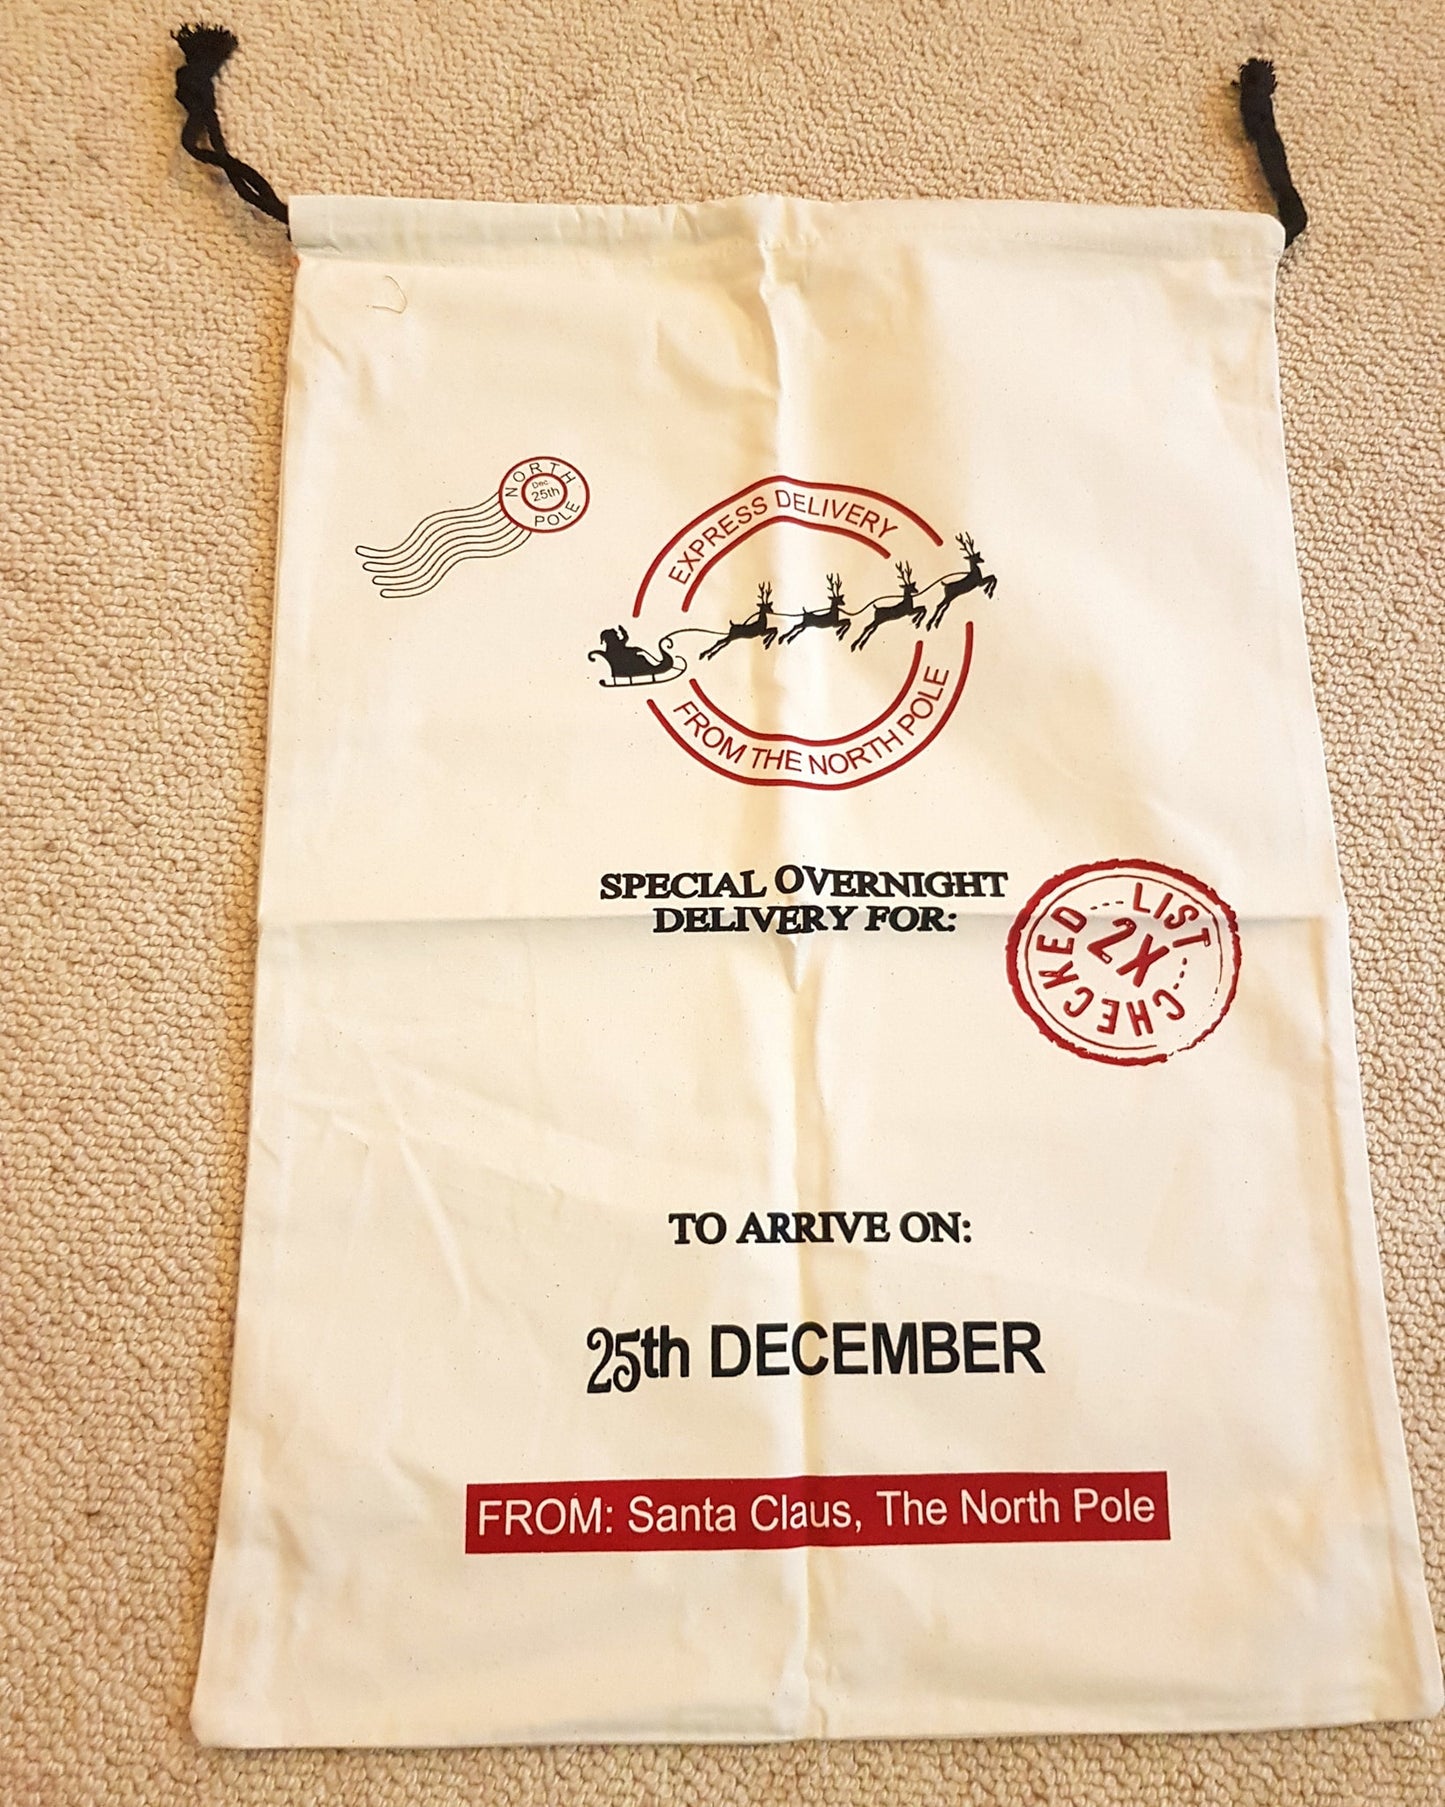 NORTH
Dec.
25th
POLE
EXPRESS DELIVERY
FROM THE NORTH POLE
SPECIAL OVERNIGHT
DELIVERY FOR:
LIST
2X
CHECKED
TO ARRIVE ON:
25th DECEMBER
FROM: Santa Claus, The North Pole